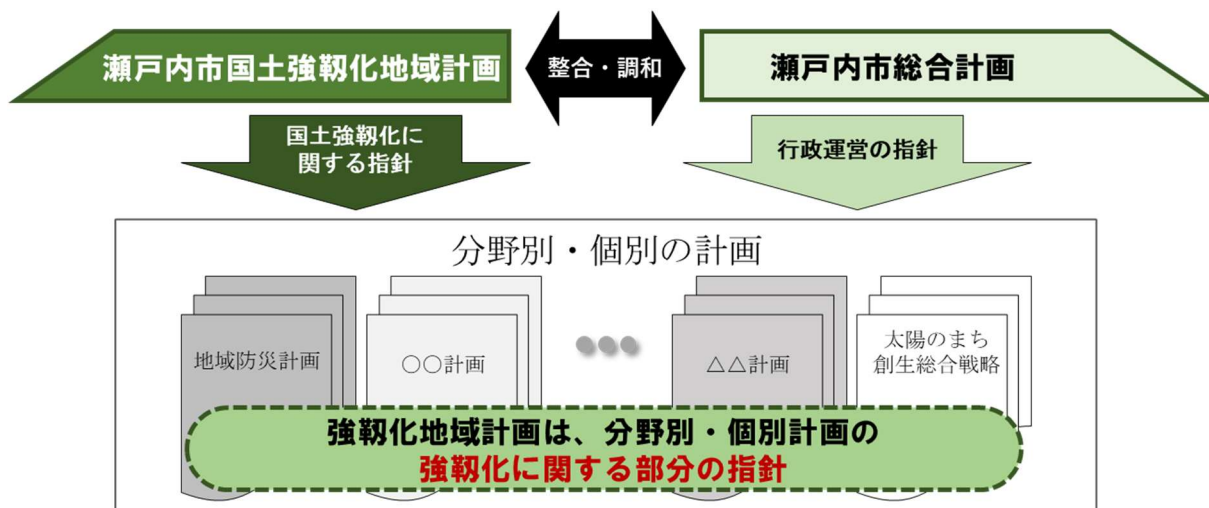 瀬戸内市国土強靱化地域計画
整合・調和
瀬戸内市総合計画
国土強靱化に
関する指針
行政運営の指針
分野別・個別の計画
地域防災計画
○○計画
△△計画
太陽のまち
創生総合戦略
強靱化地域計画は、分野別・個別計画の
強靱化に関する部分の指針